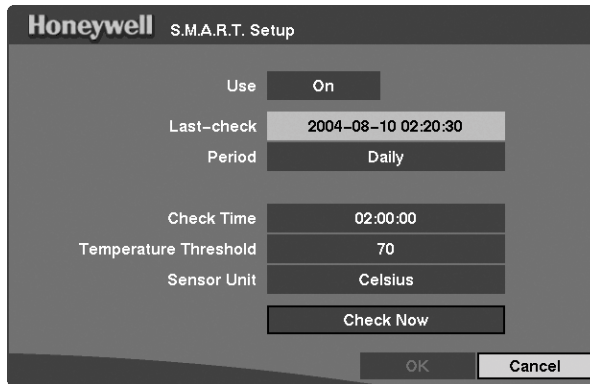 Honeywell S.M.A.R.T. Setup
Use On
Last-check 2004-08-10 02:20:30
Period Daily
Check Time 02:00:00
Temperature Threshold 70
Sensor Unit Celsius
Check Now
OK Cancel